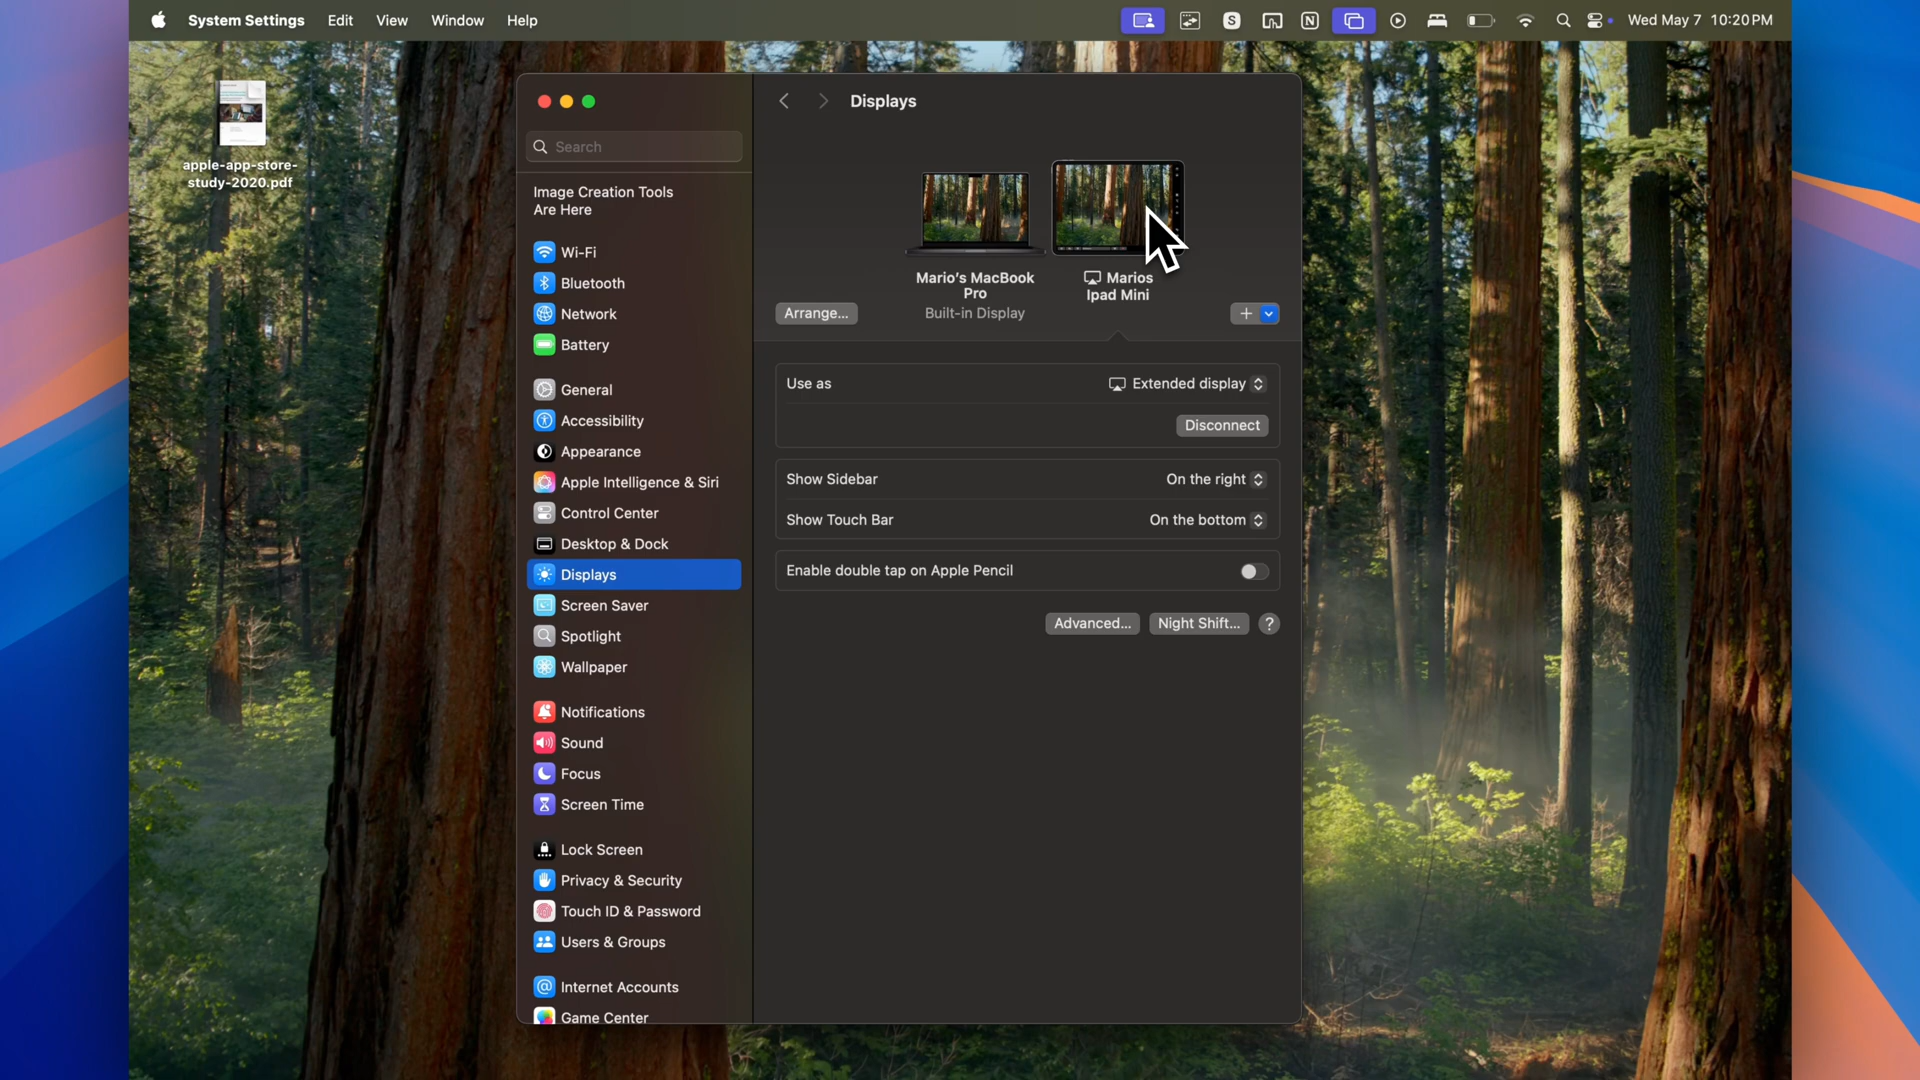 System Settings Edit View Window Help
S N Wed May 7 10:20 PM
apple-app-store-
study-2020.pdf
Search
Image Creation Tools
Are Here
Wi-Fi
Bluetooth
Network
Battery
General
Accessibility
Appearance
Apple Intelligence & Siri
Control Center
Desktop & Dock
Displays
Screen Saver
Spotlight
Wallpaper
Notifications
Sound
Focus
Screen Time
Lock Screen
Privacy & Security
Touch ID & Password
Users & Groups
Internet Accounts
Game Center
Displays
Mario's MacBook
Pro
Built-in Display
Marios
Ipad Mini
Arrange...
+
Use as Extended display
Disconnect
Show Sidebar On the right
Show Touch Bar On the bottom
Enable double tap on Apple Pencil
Advanced... Night Shift... ?